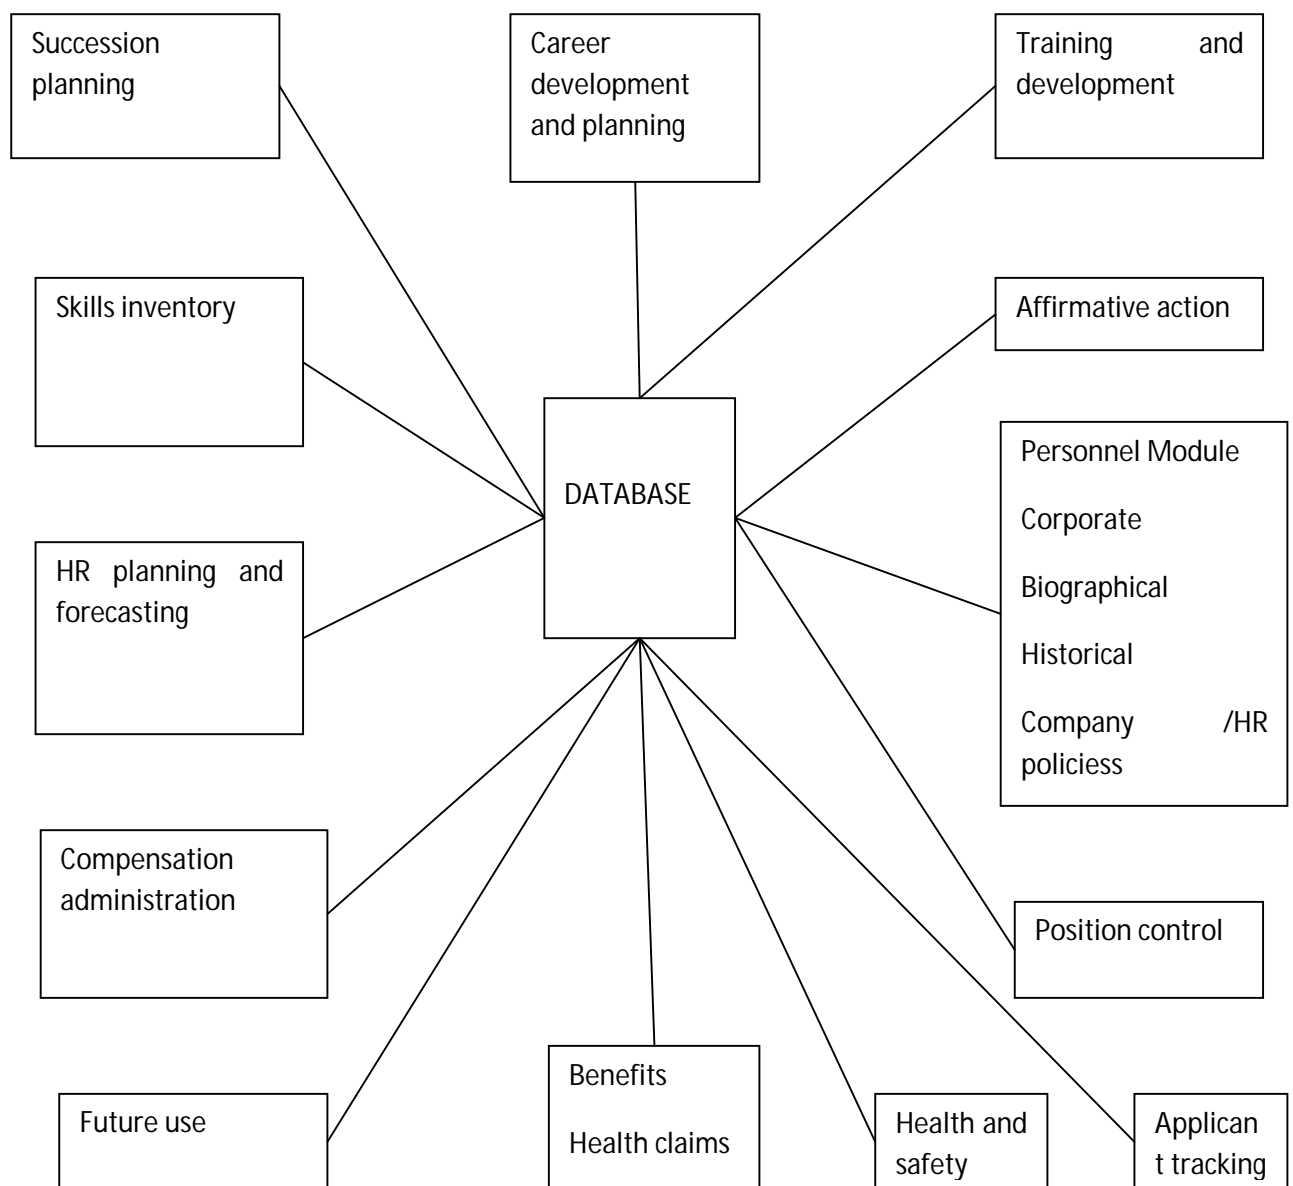 Succession
planning
Career
development
and planning
Training and
development
Skills inventory
Affirmative action
DATABASE
Personnel Module
Corporate
Biographical
Historical
Company /HR
policiess
HR planning and
forecasting
Compensation
administration
Position control
Future use
Benefits
Health claims
Health and
safety
Applican
t tracking